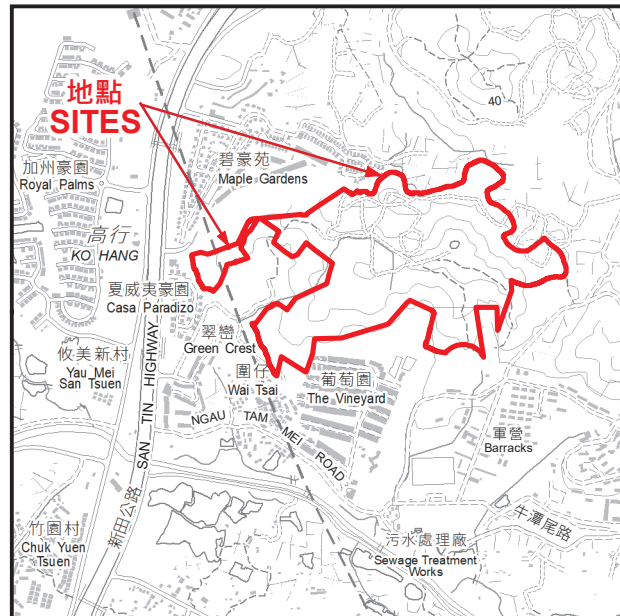 40
地點
SITES
碧豪苑
Maple Gardens
加州豪園
Royal Palms
高行
KO HANG
夏威夷豪園
Casa Paradizo
翠巒
Green Crest
攸美新村
Yau Mei
San Tsuen
圍仔
Wai Tsai
葡萄園
The Vineyard
NGAU TAM MEI ROAD
新田公路 SAN TIN HIGHWAY
軍營
Barracks
牛潭尾路
竹園村
Chuk Yuen
Tsuen
污水處理廠
Sewage Treatment
Works